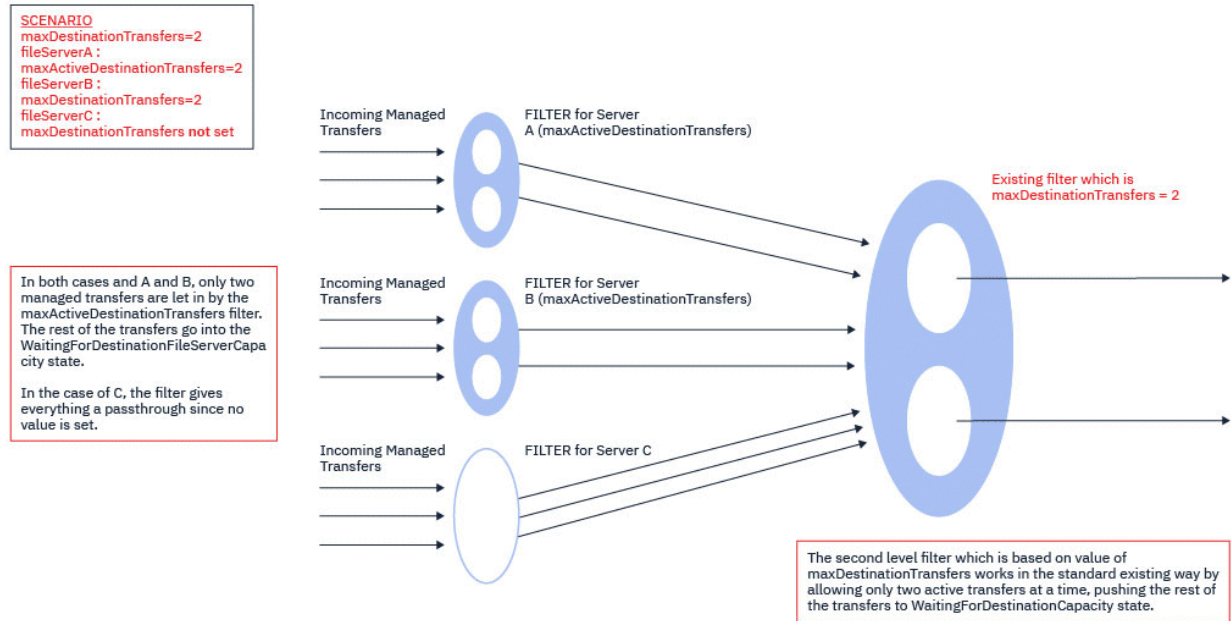 SCENARIO
maxDestinationTransfers=2
fileServerA :
maxActiveDestinationTransfers=2
fileServerB :
maxDestinationTransfers=2
fileServerC :
maxDestinationTransfers not set
Incoming Managed
Transfers
FILTER for Server
A (maxActiveDestinationTransfers)
Existing filter which is
maxDestinationTransfers = 2
In both cases and A and B, only two
managed transfers are let in by the
maxActiveDestinationTransfers filter.
The rest of the transfers go into the
WaitingForDestinationFileServerCapa
city state.
In the case of C, the filter gives
everything a passthrough since no
value is set.
Incoming Managed
Transfers
FILTER for Server
B (maxActiveDestinationTransfers)
Incoming Managed
Transfers
FILTER for Server C
The second level filter which is based on value of
maxDestinationTransfers works in the standard existing way by
allowing only two active transfers at a time, pushing the rest of
the transfers to WaitingForDestinationCapacity state.